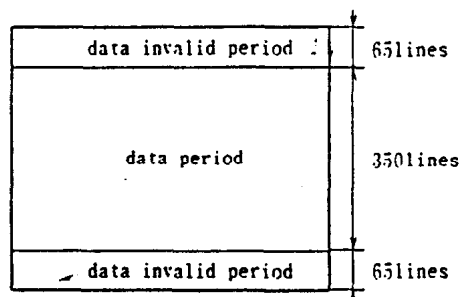 data invalid period
65lines
data period
350lines
data invalid period
65lines